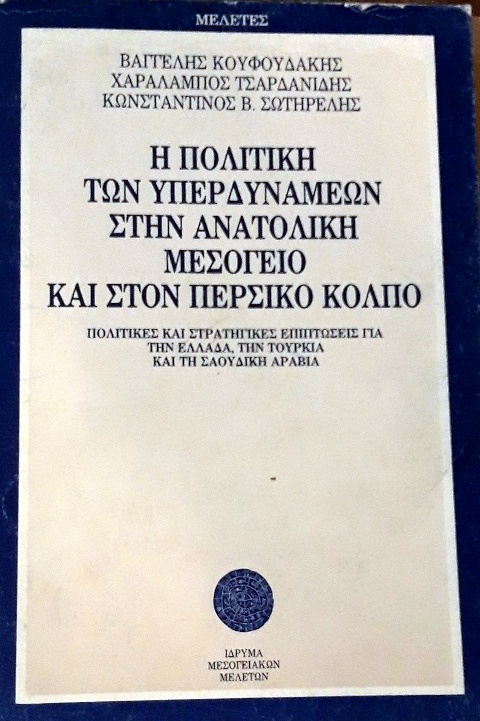 ΜΕΛΕΤΕΣ
ΒΑΓΓΕΛΗΣ ΚΟΥΦΟΥΔΑΚΗΣ
ΧΑΡΑΛΑΜΠΟΣ ΤΣΑΡΔΑΝΙΔΗΣ
ΚΩΝΣΤΑΝΤΙΝΟΣ Β. ΣΩΤΗΡΕΛΗΣ
Η ΠΟΛΙΤΙΚΗ
ΤΩΝ ΥΠΕΡΔΥΝΑΜΕΩΝ
ΣΤΗΝ ΑΝΑΤΟΛΙΚΗ
ΜΕΣΟΓΕΙΟ
ΚΑΙ ΣΤΟΝ ΠΕΡΣΙΚΟ ΚΟΛΠΟ
ΠΟΛΙΤΙΚΕΣ ΚΑΙ ΣΤΡΑΤΗΓΙΚΕΣ ΕΠΙΠΤΩΣΕΙΣ ΓΙΑ
ΤΗΝ ΕΛΛΑΔΑ, ΤΗΝ ΤΟΥΡΚΙΑ
ΚΑΙ ΤΗ ΣΑΟΥΔΙΚΗ ΑΡΑΒΙΑ
ΙΔΡΥΜΑ
ΜΕΣΟΓΕΙΑΚΩΝ
ΜΕΛΕΤΩΝ